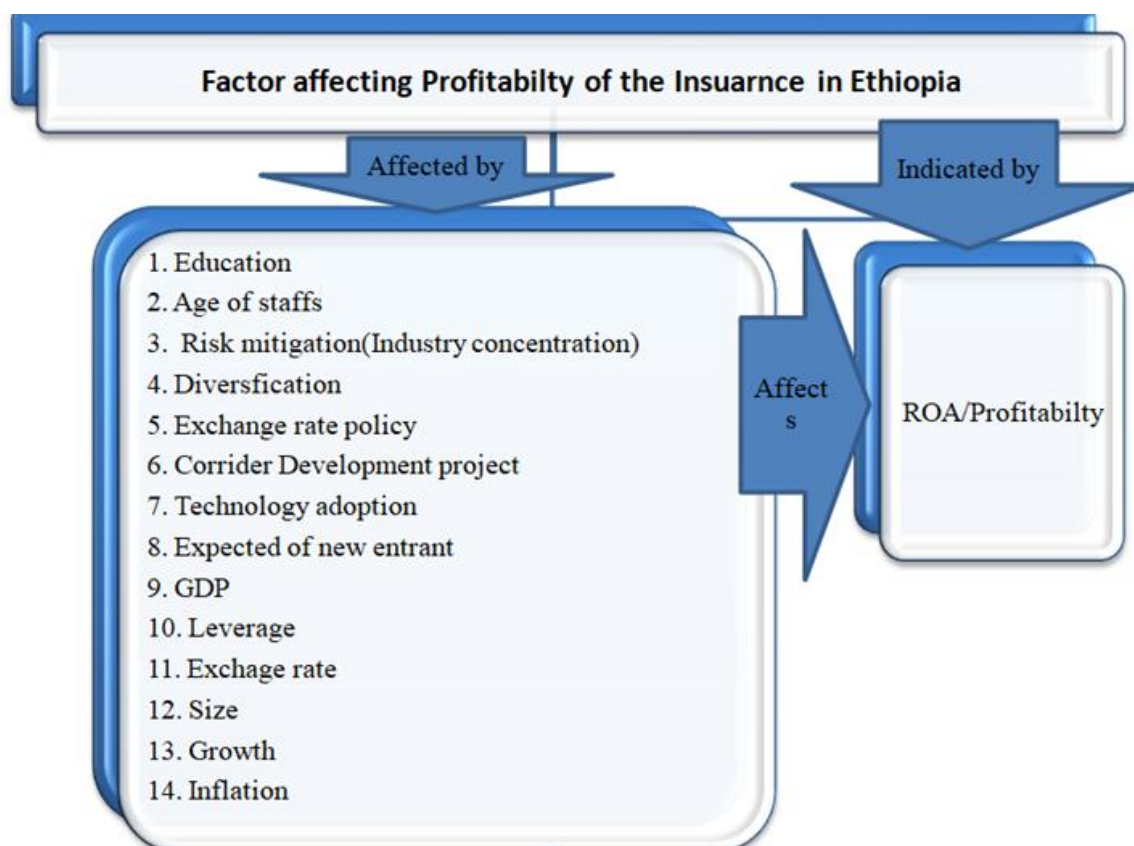 Factor affecting Profitabilty of the Insuarnce in Ethiopia
Affected by
Indicated by
1. Education
2. Age of staffs
3. Risk mitigation(Industry concentration)
4. Diversfication
5. Exchange rate policy
6. Corrider Development project
7. Technology adoption
8. Expected of new entrant
9. GDP
10. Leverage
11. Exchage rate
12. Size
13. Growth
14. Inflation
Affect
s
ROA/Profitabilty